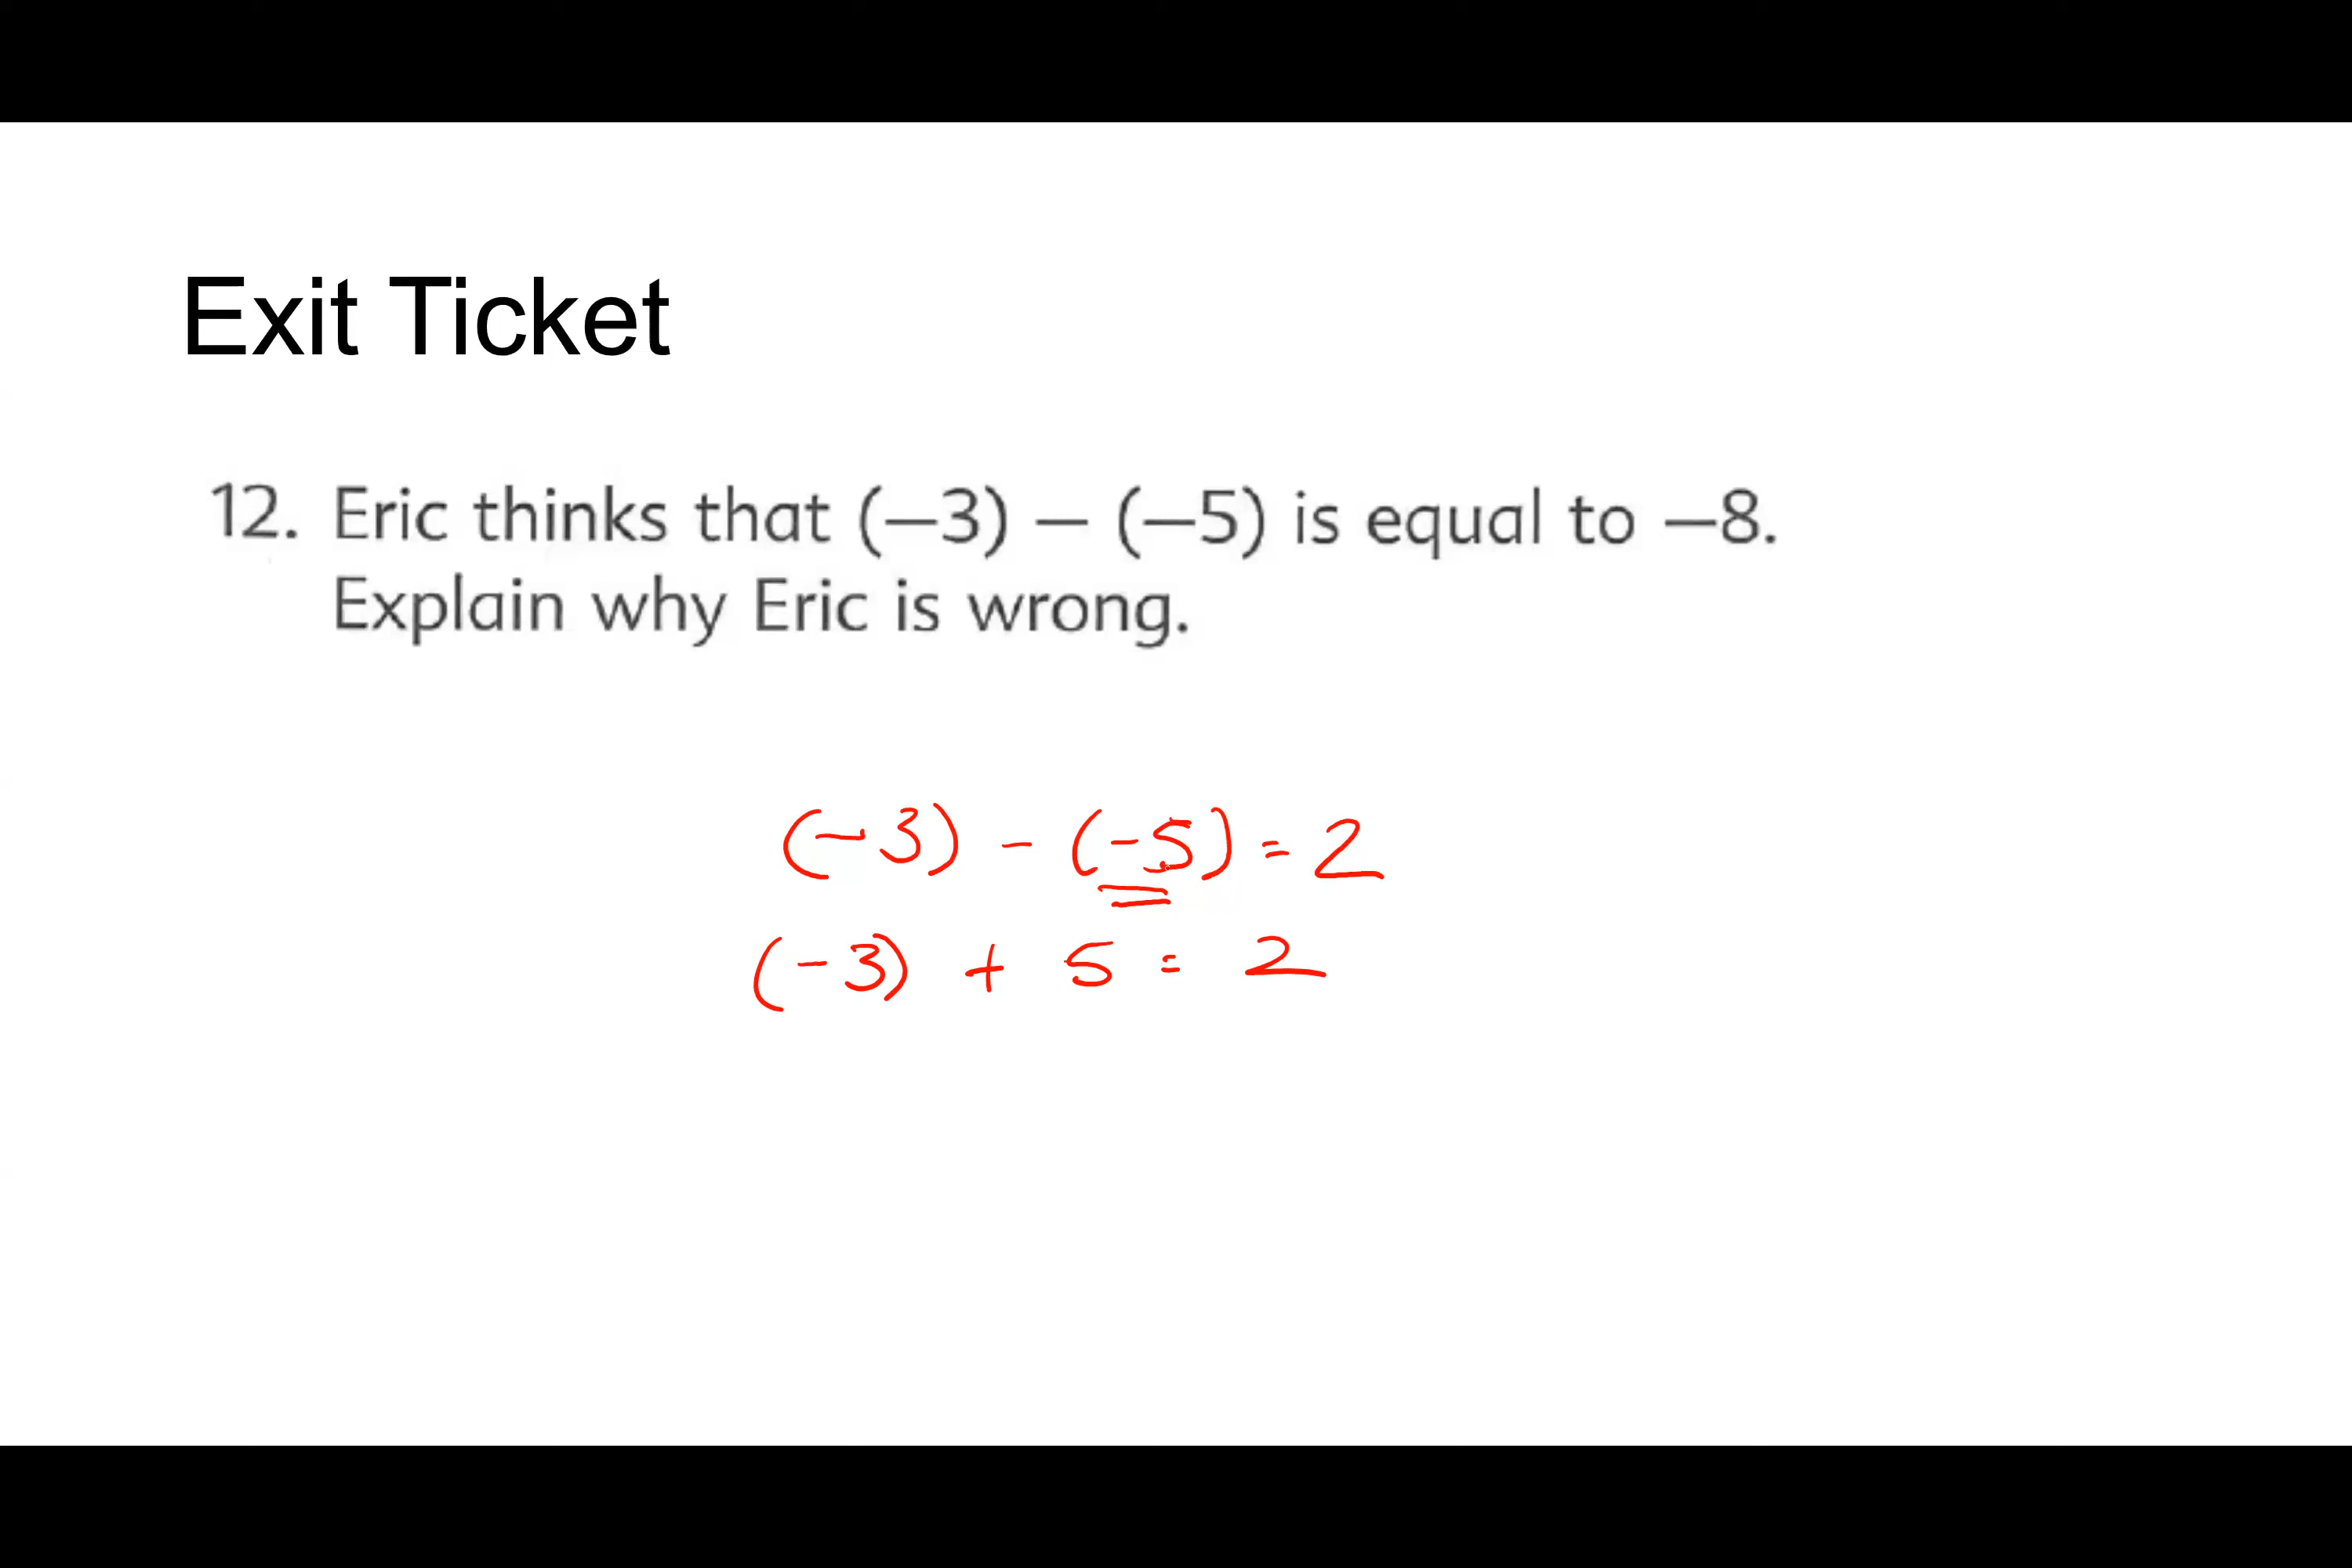 Exit Ticket
12. Eric thinks that (−3) − (−5) is equal to −8.
Explain why Eric is wrong.
(-3) - (-5) = 2
(-3) + 5 = 2